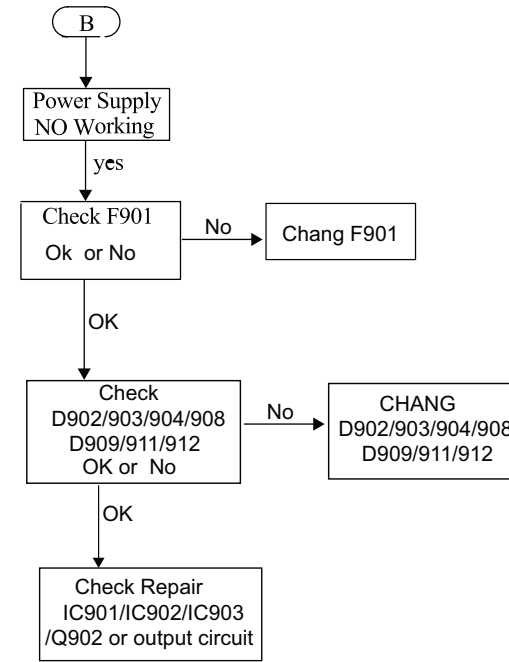 B
Power Supply
NO Working
yes
Check F901
Ok or No
No
Chang F901
OK
Check
D902/903/904/908
D909/911/912
OK or No
No
CHANG
D902/903/904/908
D909/911/912
OK
Check Repair
IC901/IC902/IC903
/Q902 or output circuit